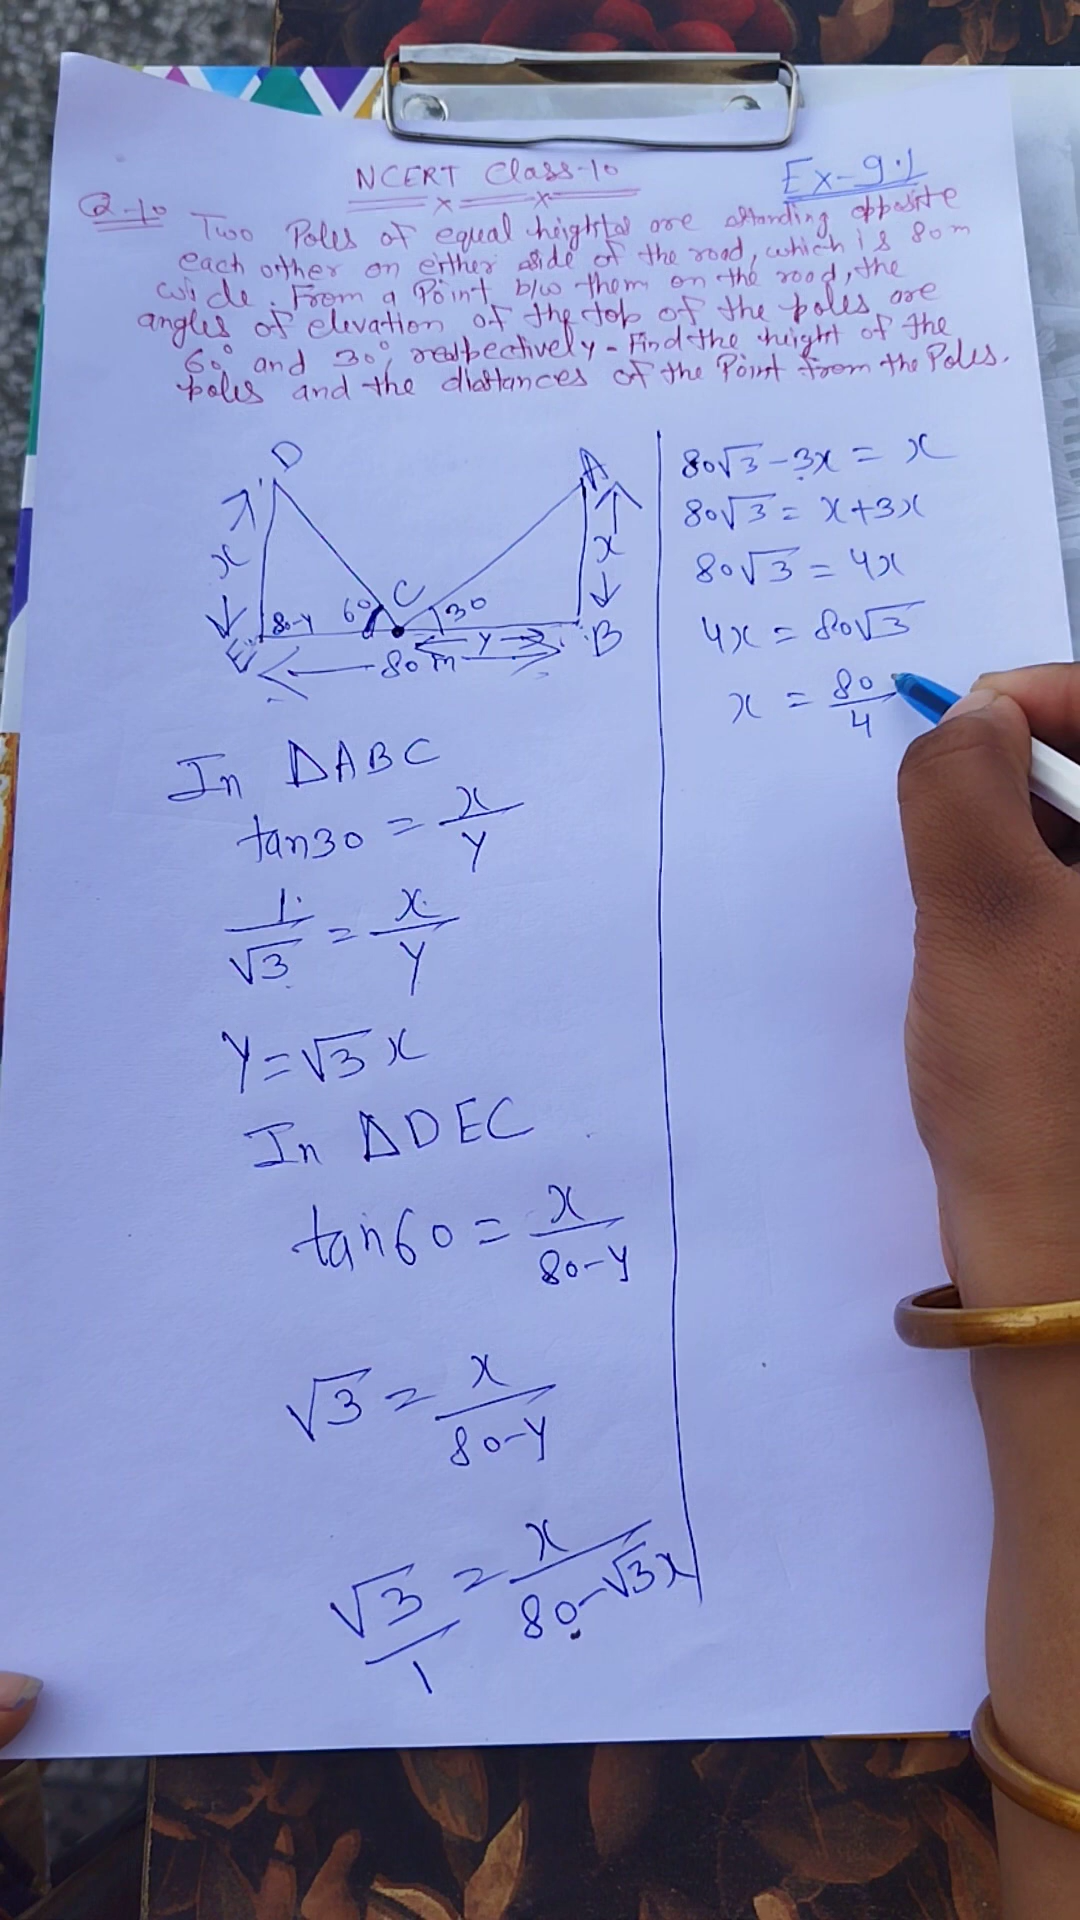 NCERT Class-10
Ex-9.1
Q-10 Two Poles of equal heights are standing opposite
each other on either side of the road, which is 80m
wide. From a Point b/w them on the road, the
angles of elevation of the top of the poles are
60° and 30°, respectively. Find the height of the
poles and the distances of the Point from the Poles.
D
A
x
x
C
80-y
60
30
E
y
B
80 m
In ΔABC
tan30 = x/y
1/√3 = x/y
y = √3 x
In ΔDEC
tan60 = x/80-y
√3 = x/80-y
√3/1 = x/80-√3x
80√3 - 3x = x
80√3 = x+3x
80√3 = 4x
4x = 80√3
x = 80/4